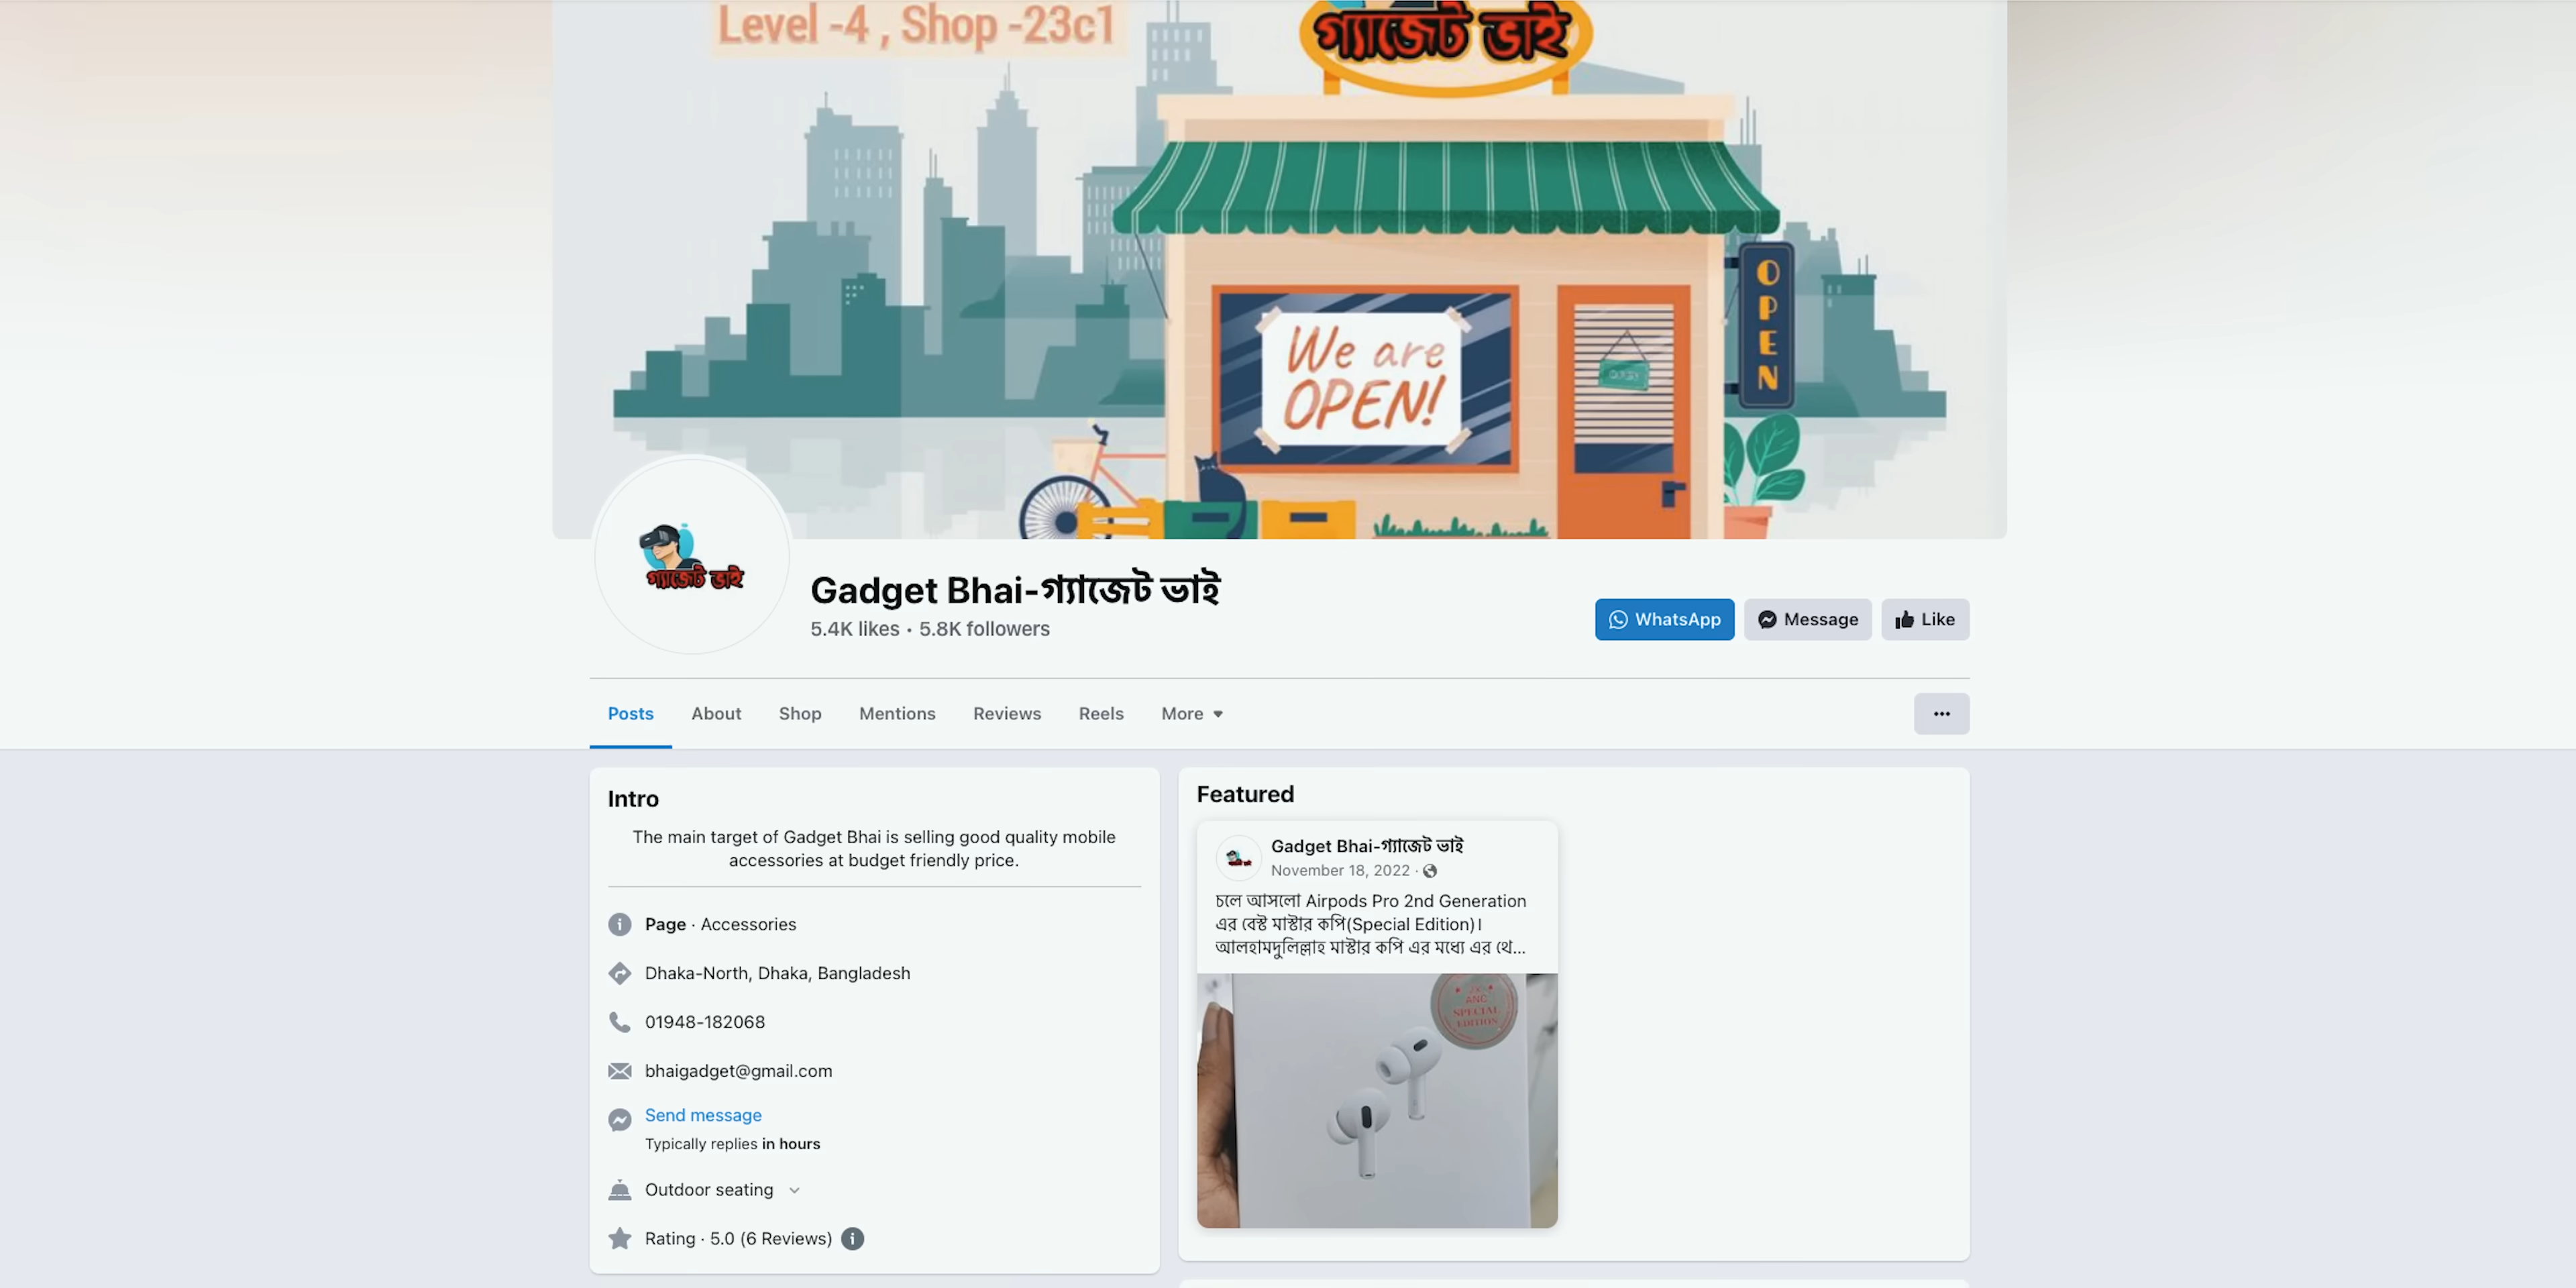 Level -4 , Shop -23c1
গ্যাজেট ভাই
OPEN
We are
OPEN!
OPEN
গ্যাজেট ভাই
Gadget Bhai-গ্যাজেট ভাই
5.4K likes · 5.8K followers
WhatsApp Message Like
Posts About Shop Mentions Reviews Reels More
Intro
The main target of Gadget Bhai is selling good quality mobile
accessories at budget friendly price.
Page · Accessories
Dhaka-North, Dhaka, Bangladesh
01948-182068
bhaigadget@gmail.com
Send message
Typically replies in hours
Outdoor seating
Rating · 5.0 (6 Reviews)
Featured
Gadget Bhai-গ্যাজেট ভাই
November 18, 2022 ·
চলে আসলো Airpods Pro 2nd Generation
এর বেস্ট মাস্টার কপি(Special Edition)।
আলহামদুলিল্লাহ মাস্টার কপি এর মধ্যে এর থে...
ANC
SPECIAL
EDITION